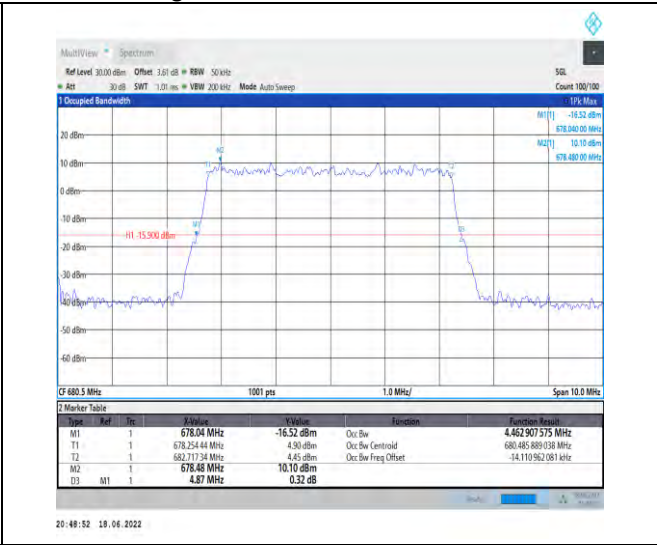 MultiView Spectrum
Ref Level 30.00 dBm Offset 3.61 dB RBW 50 kHz SGL
Att 30 dB SWT 1.01 ms VBW 200 kHz Mode Auto Sweep Count 100/100
1 Occupied Bandwidth 1Pk Max
M1[1] -16.52 dBm
678.040 00 MHz
M2[1] 10.10 dBm
678.480 00 MHz
20 dBm
M2
T1 T2
10 dBm
0 dBm
-10 dBm
M1 D3
H1 -15.900 dBm
-20 dBm
-30 dBm
-40 dBm
-50 dBm
-60 dBm
CF 680.5 MHz 1001 pts 1.0 MHz/ Span 10.0 MHz
2 Marker Table
Type Ref Trc X-Value Y-Value Function Function Result
M1 1 678.04 MHz -16.52 dBm Occ Bw 4.462 907 575 MHz
T1 1 678.254 44 MHz 4.90 dBm Occ Bw Centroid 680.485 889 038 MHz
T2 1 682.717 34 MHz 4.45 dBm Occ Bw Freq Offset -14.110 962 081 kHz
M2 1 678.48 MHz 10.10 dBm
D3 M1 1 4.87 MHz 0.32 dB
20:48:52 18.06.2022